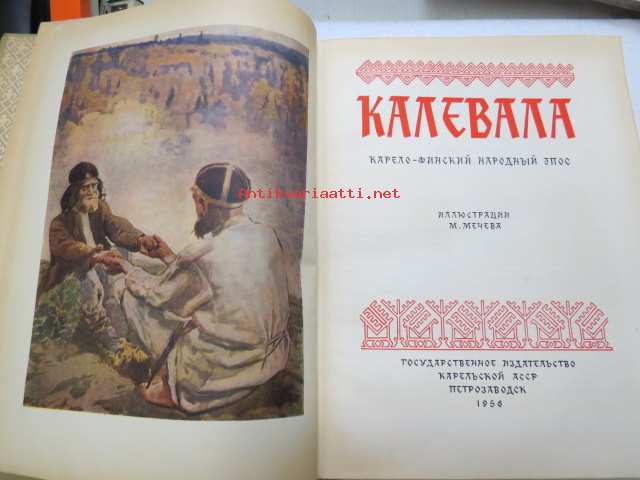 КАЛЕВАЛА
КАРЕЛО-ФИНСКИЙ НАРОДНЫЙ ЭПОС
ИЛЛЮСТРАЦИИ
М. МЕЧЕВА
ГОСУДАРСТВЕННОЕ ИЗДАТЕЛЬСТВО
КАРЕЛЬСКОЙ АССР
ПЕТРОЗАВОДСК
1956
Antikvariaatti.net